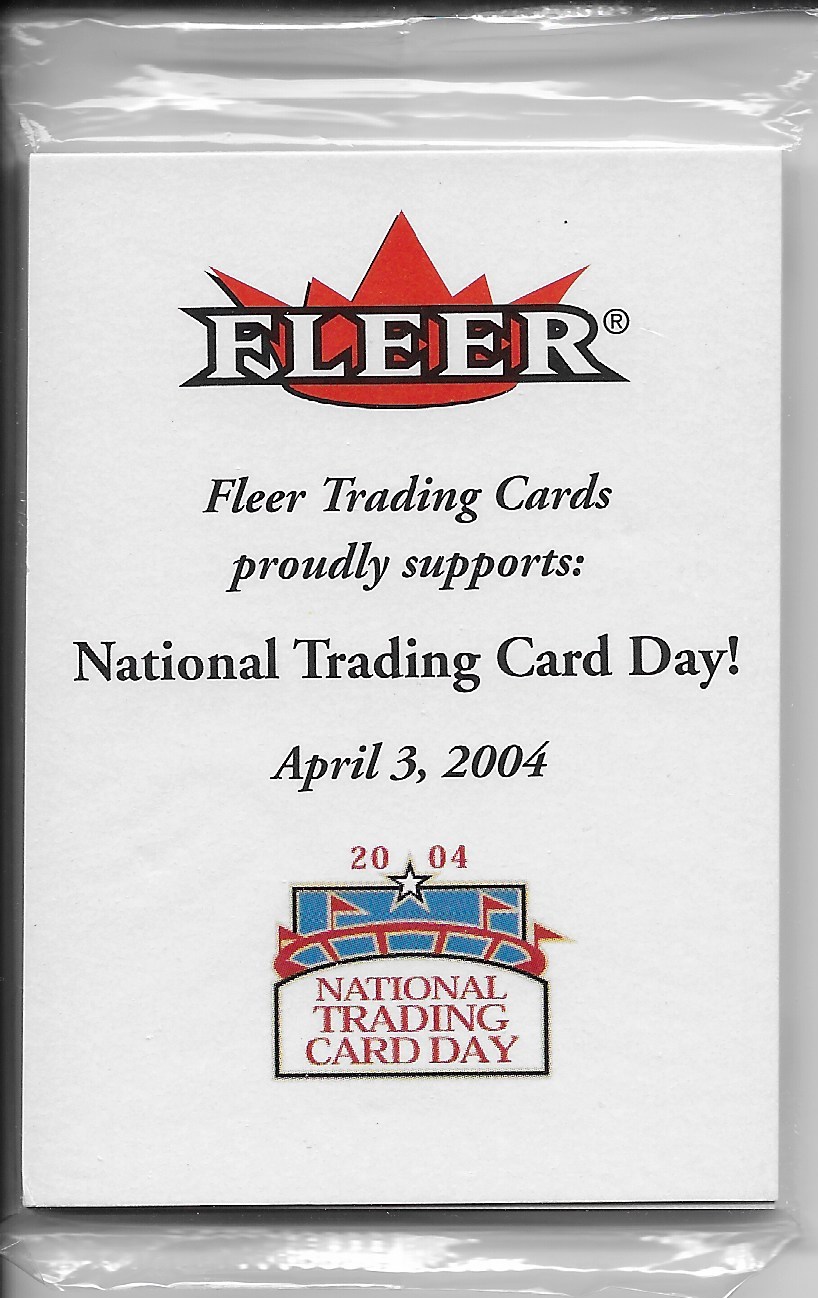 FLEER®
Fleer Trading Cards
proudly supports:
National Trading Card Day!
April 3, 2004
20 04
NATIONAL
TRADING
CARD DAY